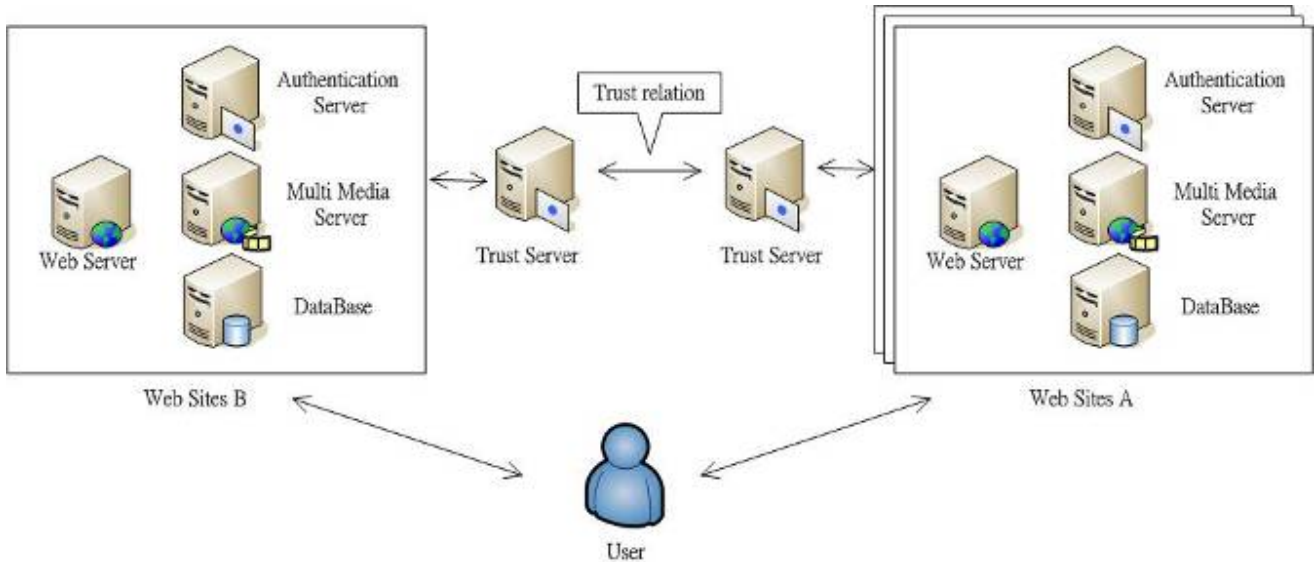 Authentication
Server
Multi Media
Server
Web Server
DataBase
Web Sites B
Trust relation
Trust Server
Trust Server
Authentication
Server
Multi Media
Server
Web Server
DataBase
Web Sites A
User